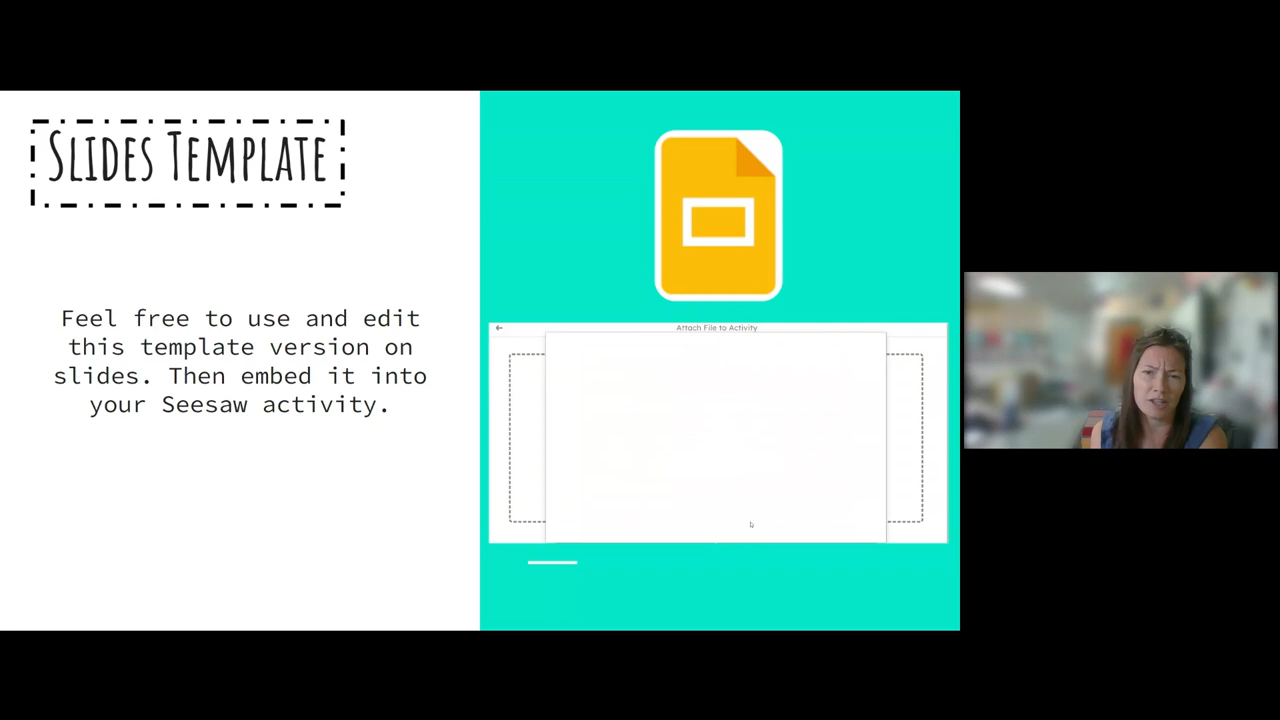 Slides Template
Feel free to use and edit
this template version on
slides. Then embed it into
your Seesaw activity.
Attach File to Activity